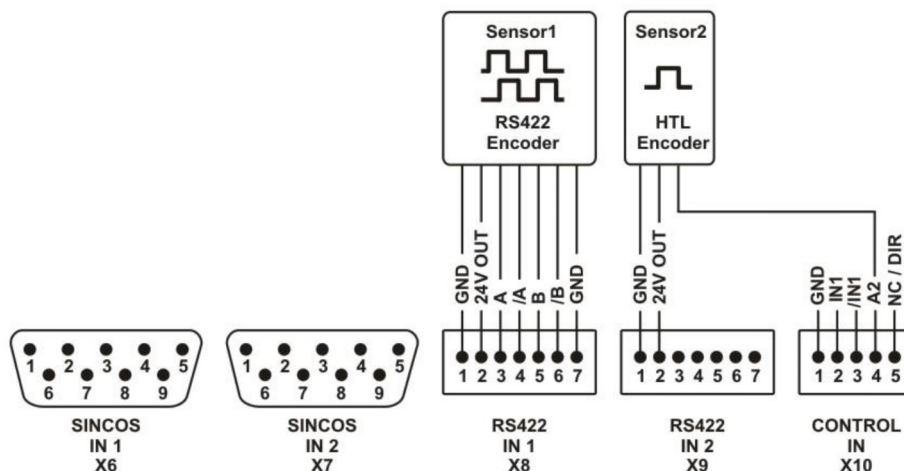 Sensor1
RS422
Encoder
Sensor2
HTL
Encoder
GND
24V OUT
A
/A
B
/B
GND
GND
24V OUT
GND
IN1
/IN1
A2
NC / DIR
1 2 3 4 5
6 7 8 9
SINCOS
IN 1
X6
1 2 3 4 5
6 7 8 9
SINCOS
IN 2
X7
1 2 3 4 5 6 7
RS422
IN 1
X8
1 2 3 4 5 6 7
RS422
IN 2
X9
1 2 3 4 5
CONTROL
IN
X10